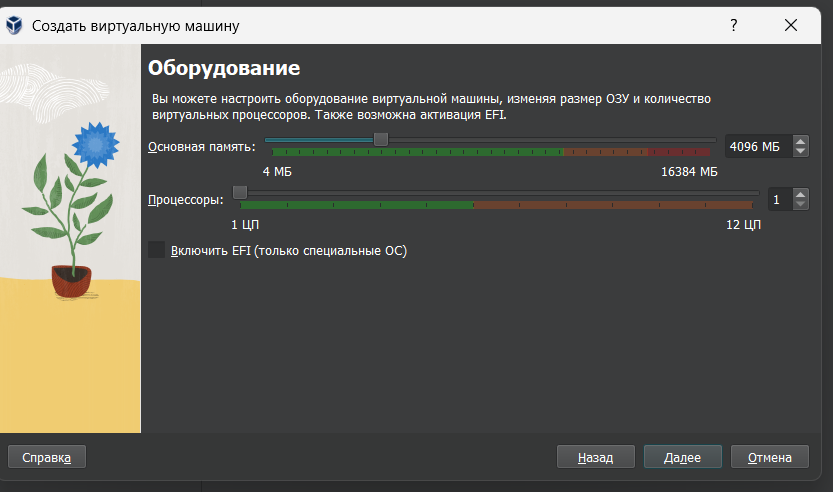 Создать виртуальную машину
?
Оборудование
Вы можете настроить оборудование виртуальной машины, изменяя размер ОЗУ и количество
виртуальных процессоров. Также возможна активация EFI.
Основная память:
4096 МБ
4 МБ
16384 МБ
Процессоры:
1
1 ЦП
12 ЦП
Включить EFI (только специальные ОС)
Справка
Назад
Далее
Отмена